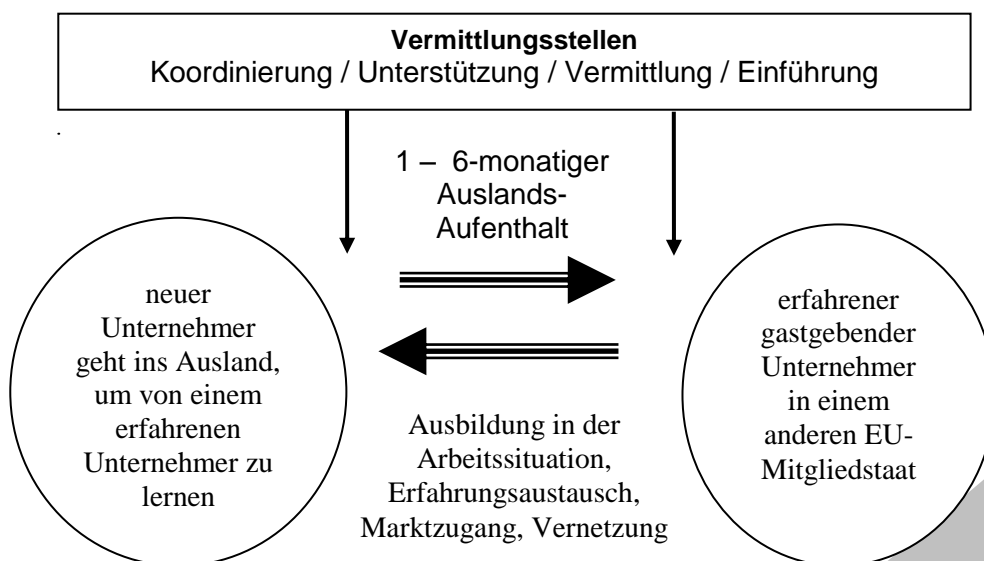 Vermittlungsstellen
Koordinierung / Unterstützung / Vermittlung / Einführung
.
1 – 6-monatiger
Auslands-
Aufenthalt
neuer
Unternehmer
geht ins Ausland,
um von einem
erfahrenen
Unternehmer zu
lernen
Ausbildung in der
Arbeitssituation,
Erfahrungsaustausch,
Marktzugang, Vernetzung
erfahrener
gastgebender
Unternehmer
in einem
anderen EU-
Mitgliedstaat